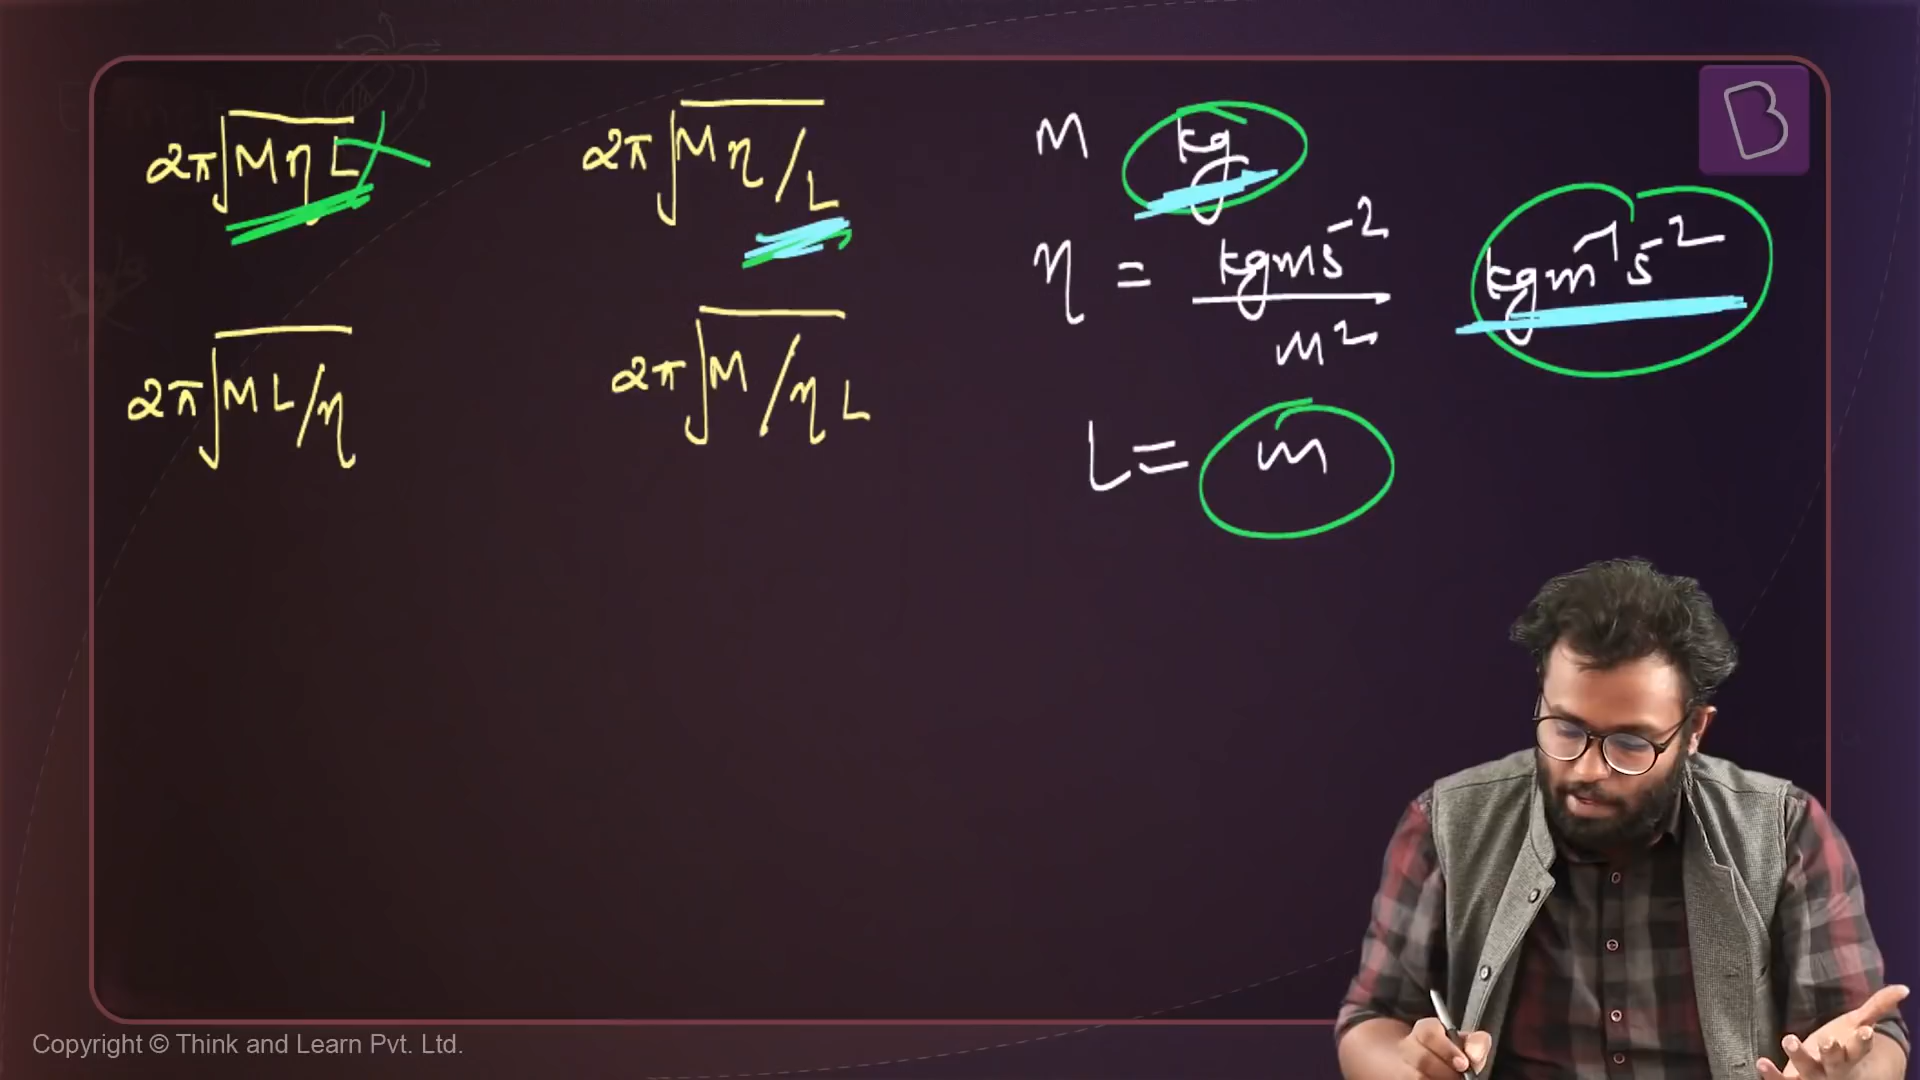 2π√MηL
2π√Mη/L
2π√ML/η
2π√M/ηL
M kg
η = kgms⁻²/m² kgm⁻¹s⁻²
L = m
B
Copyright © Think and Learn Pvt. Ltd.